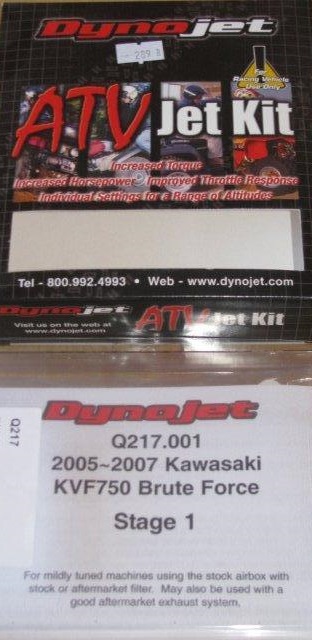 Dynojet
289
For
Racing Vehicle
Use Only
ATV Jet Kit
Increased Torque
Increased Horsepower Improved Throttle Response
Individual Settings for a Range of Altitudes
Tel - 800.992.4993 • Web - www.dynojet.com
Dynojet
Visit us on the web at
www.dynojet.com
ATV Jet Kit
Dynojet
Q217
Q217.001
2005~2007 Kawasaki
KVF750 Brute Force
Stage 1
For mildly tuned machines using the stock airbox with
stock or aftermarket filter. May also be used with a
good aftermarket exhaust system.